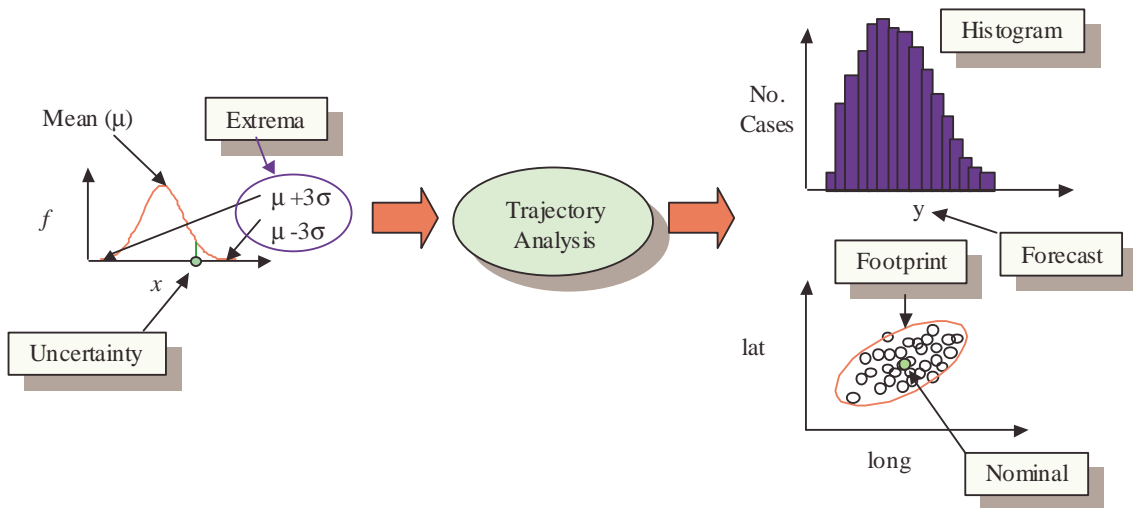 Mean (μ)
Extrema
f
μ +3σ
μ -3σ
x
Uncertainty
Trajectory
Analysis
Histogram
No.
Cases
y
Forecast
Footprint
lat
long
Nominal